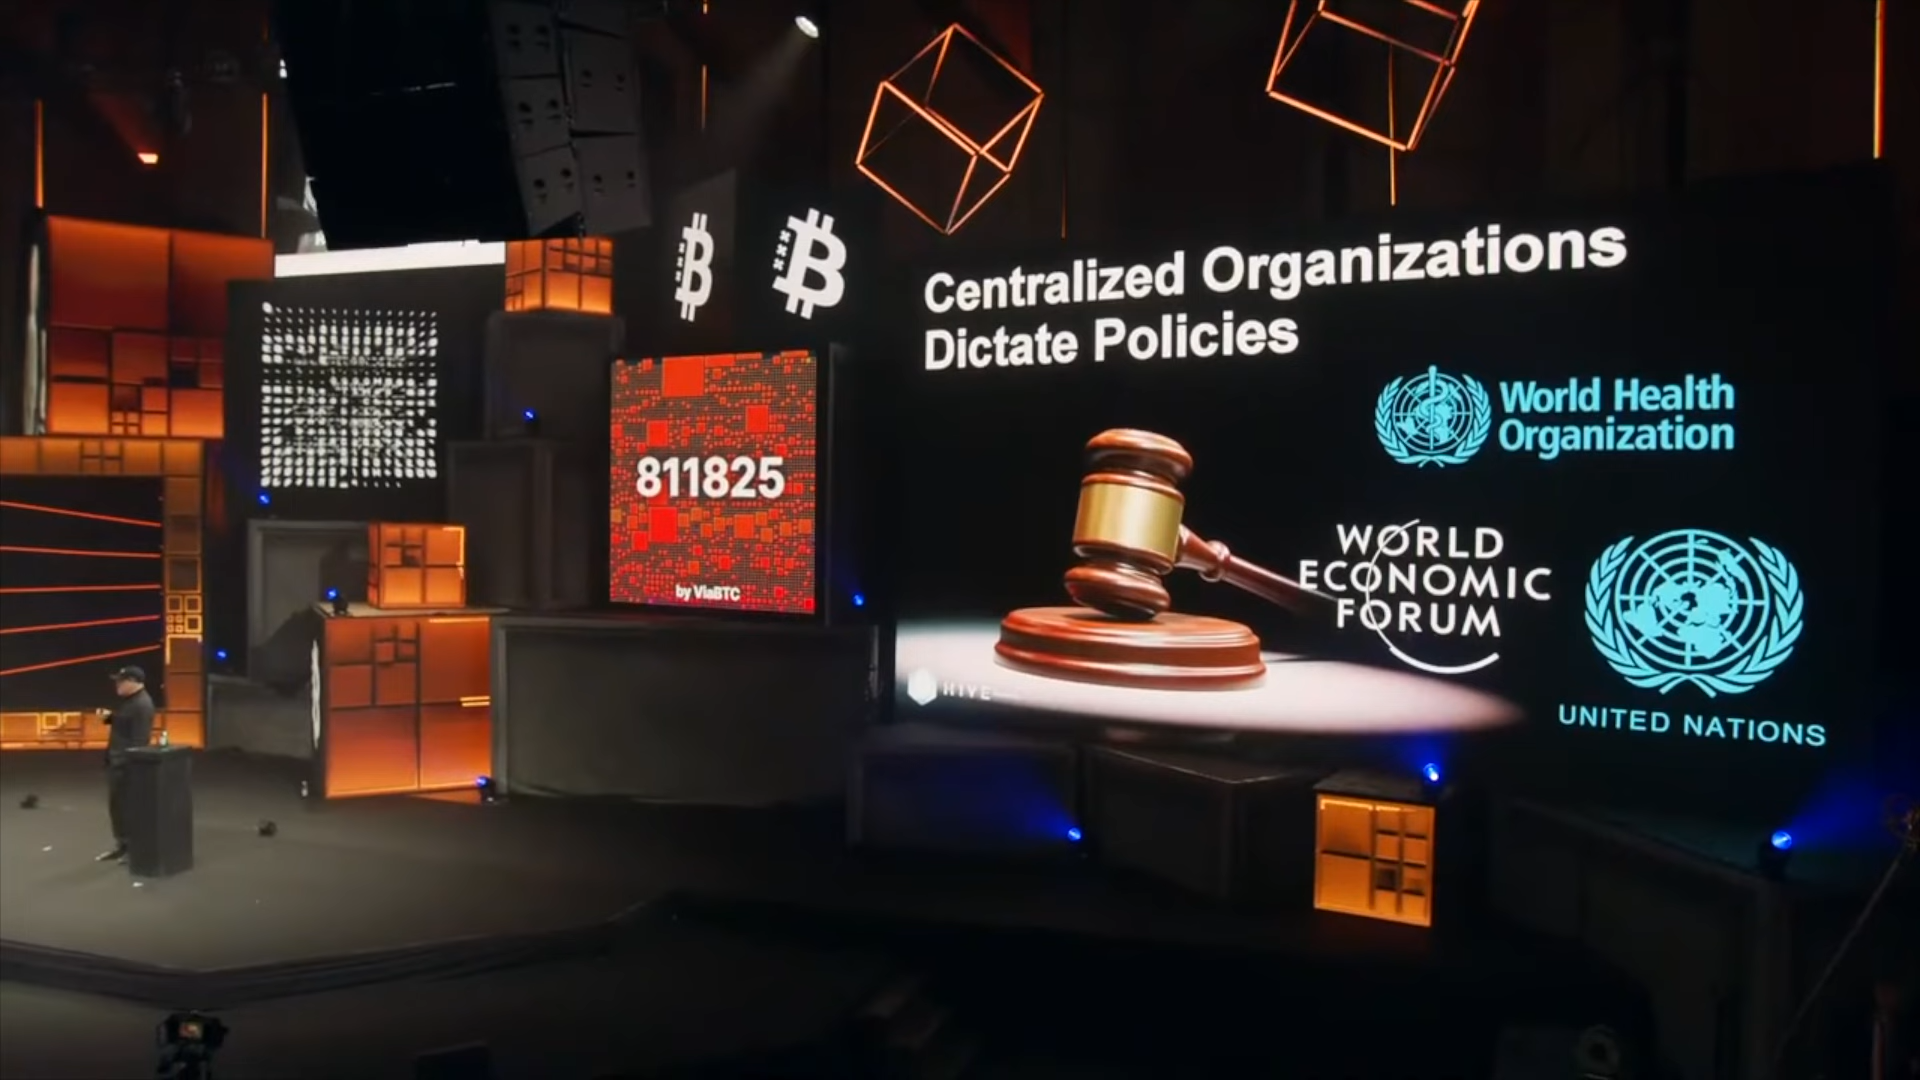 Centralized Organizations
Dictate Policies
World Health
Organization
WORLD
ECONOMIC
FORUM
UNITED NATIONS
HIVE
811825
by ViaBTC